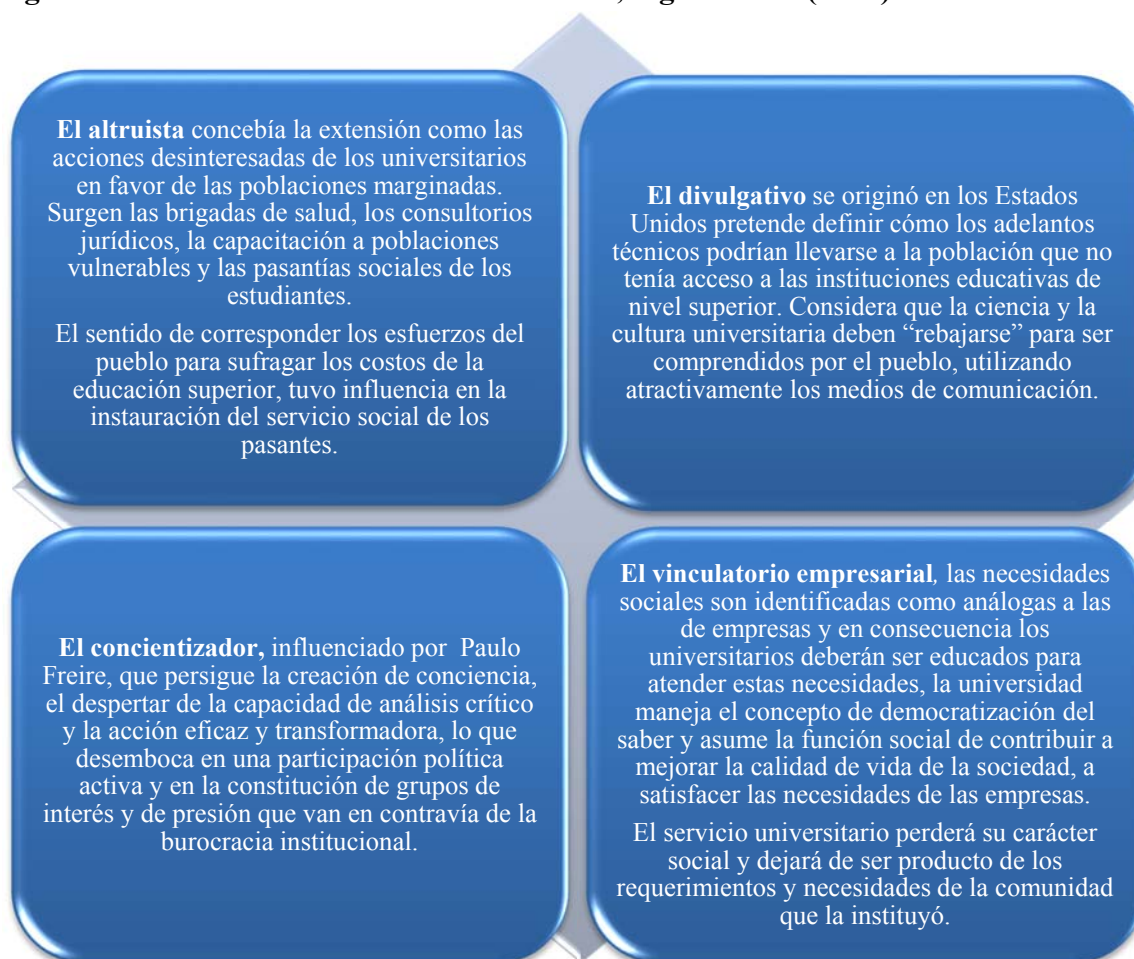 El altruista concebía la extensión como las
acciones desinteresadas de los universitarios
en favor de las poblaciones marginadas.
Surgen las brigadas de salud, los consultorios
jurídicos, la capacitación a poblaciones
vulnerables y las pasantías sociales de los
estudiantes.
El sentido de corresponder los esfuerzos del
pueblo para sufragar los costos de la
educación superior, tuvo influencia en la
instauración del servicio social de los
pasantes.
El divulgativo se originó en los Estados
Unidos pretende definir cómo los adelantos
técnicos podrían llevarse a la población que no
tenía acceso a las instituciones educativas de
nivel superior. Considera que la ciencia y la
cultura universitaria deben “rebajarse” para ser
comprendidos por el pueblo, utilizando
atractivamente los medios de comunicación.
El concientizador, influenciado por Paulo
Freire, que persigue la creación de conciencia,
el despertar de la capacidad de análisis crítico
y la acción eficaz y transformadora, lo que
desemboca en una participación política
activa y en la constitución de grupos de
interés y de presión que van en contravía de la
burocracia institucional.
El vinculatorio empresarial, las necesidades
sociales son identificadas como análogas a las
de empresas y en consecuencia los
universitarios deberán ser educados para
atender estas necesidades, la universidad
maneja el concepto de democratización del
saber y asume la función social de contribuir a
mejorar la calidad de vida de la sociedad, a
satisfacer las necesidades de las empresas.
El servicio universitario perderá su carácter
social y dejará de ser producto de los
requerimientos y necesidades de la comunidad
que la instituyó.